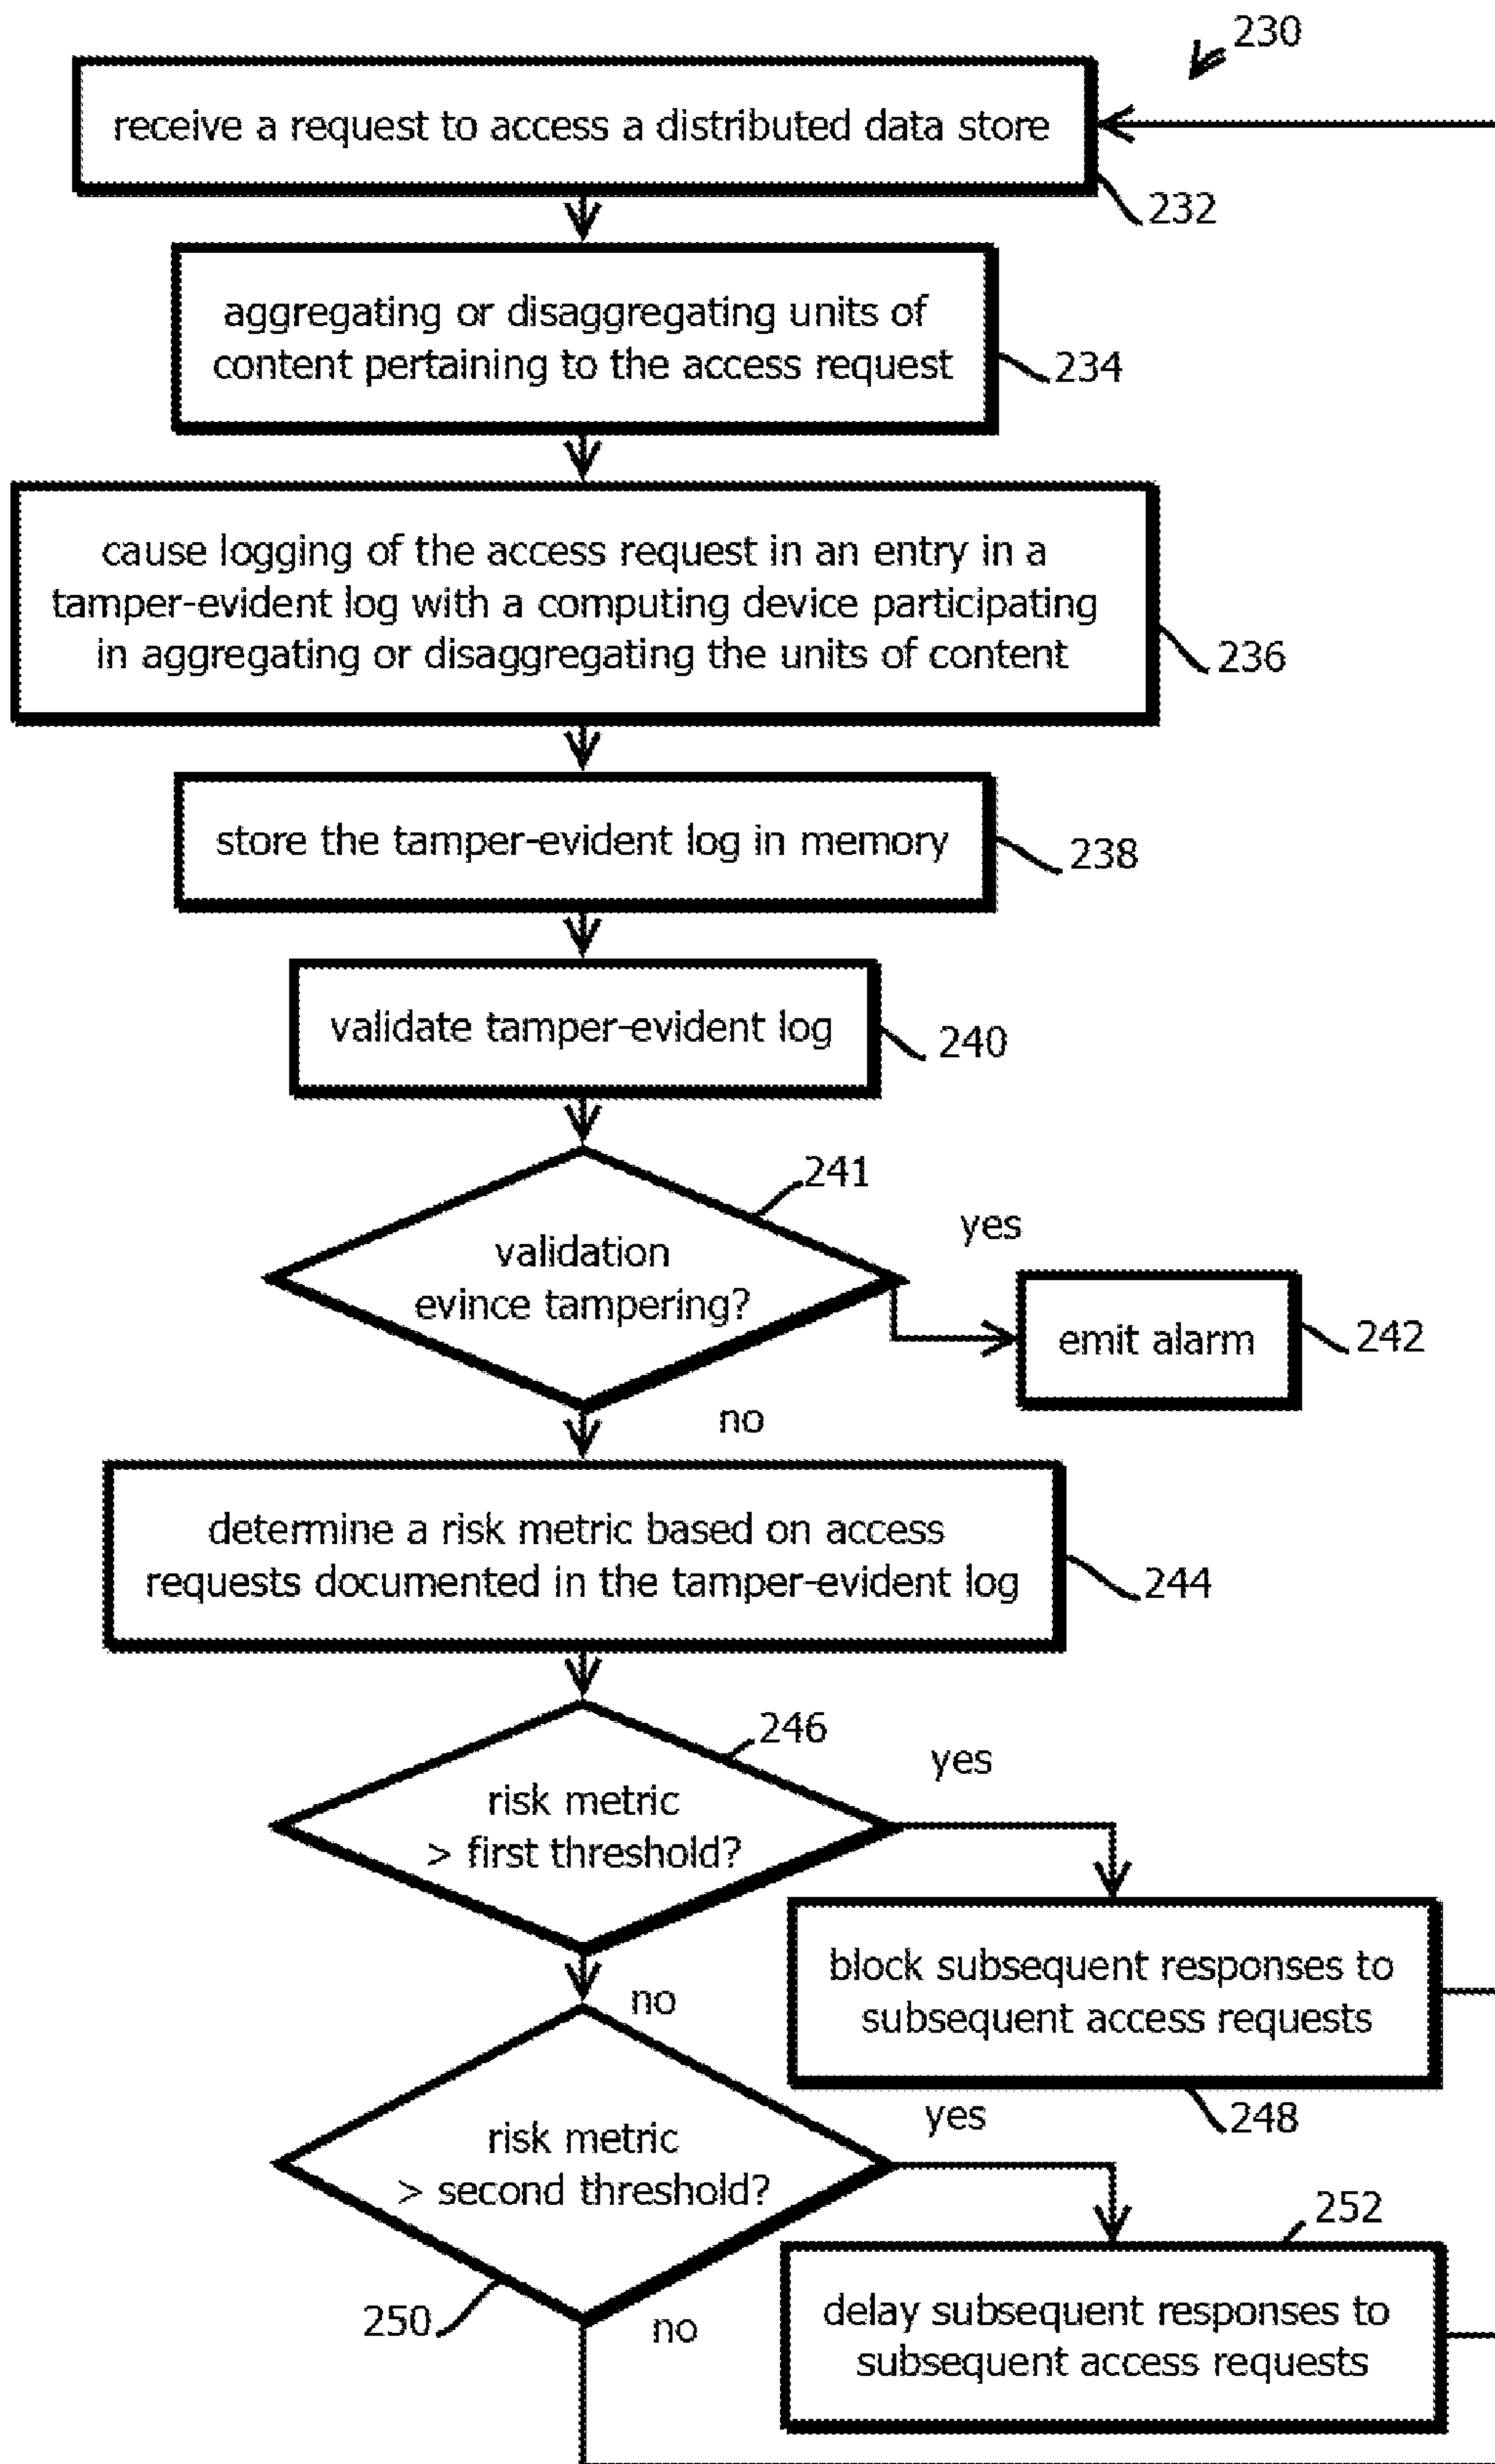 230
receive a request to access a distributed data store
232
aggregating or disaggregating units of
content pertaining to the access request
234
cause logging of the access request in an entry in a
tamper-evident log with a computing device participating
in aggregating or disaggregating the units of content
236
store the tamper-evident log in memory
238
validate tamper-evident log
240
241
validation
evince tampering?
yes
emit alarm
242
no
determine a risk metric based on access
requests documented in the tamper-evident log
244
246
risk metric
> first threshold?
yes
block subsequent responses to
subsequent access requests
248
no
risk metric
> second threshold?
250
yes
252
delay subsequent responses to
subsequent access requests
no